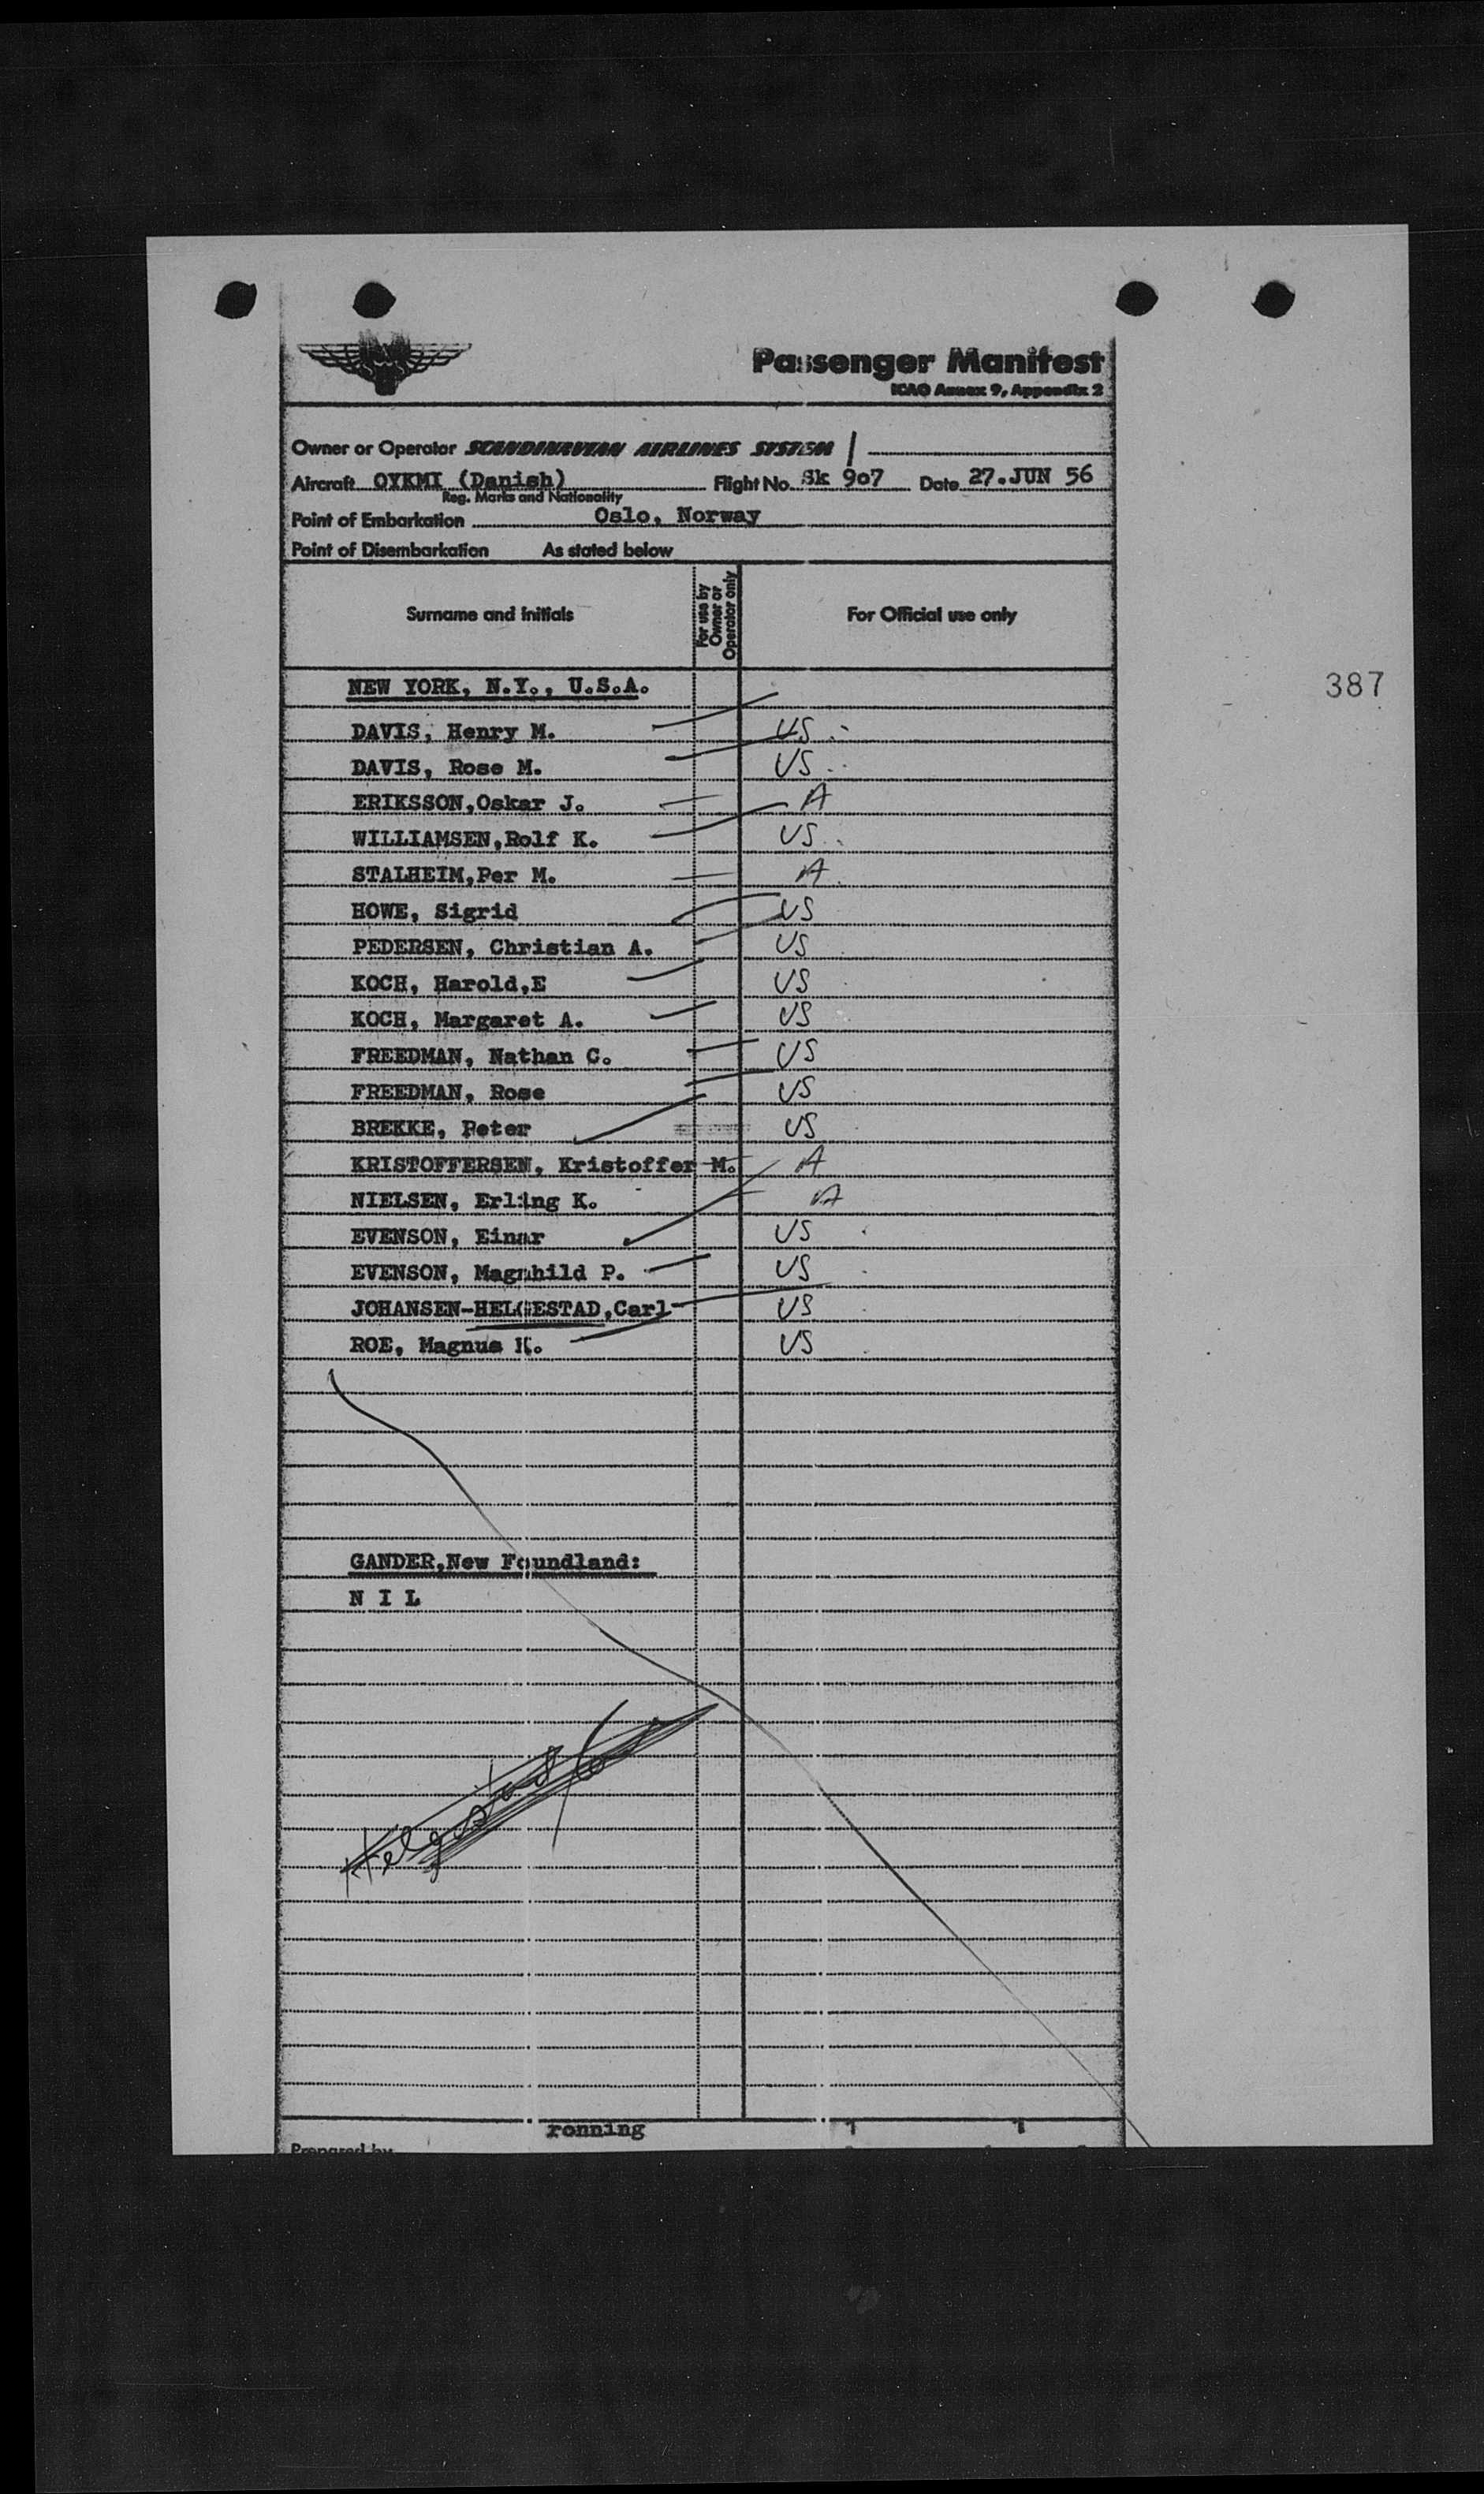 SAS
Passenger Manifest
ICAO Annex 9, Appendix 2
Owner or Operator SCANDINAVIAN AIRLINES SYSTEM
Aircraft OYKMI (Danish) Flight No. Sk 907 Date 27.JUN 56
Reg. Marks and Nationality
Point of Embarkation Oslo, Norway
Point of Disembarkation As stated below
Surname and initials For use by Owner or Operator only For Official use only
NEW YORK, N.Y., U.S.A.
387
DAVIS, Henry M. US
DAVIS, Rose M. US
ERIKSSON,Oskar J. A
WILLIAMSEN,Rolf K. US
STALHEIM,Per M. A
HOWE, Sigrid US
PEDERSEN, Christian A. US
KOCH, Harold,E US
KOCH, Margaret A. US
FREEDMAN, Nathan C. US
FREEDMAN, Rose US
BREKKE, Peter US
KRISTOFFERSEN, Kristoffer M. A
NIELSEN, Erling K. A
EVENSON, Einar US
EVENSON, Magnhild P. US
JOHANSEN-HELGESTAD,Carl US
ROE, Magnus K. US
GANDER,New Foundland:
N I L
ronning
Prepared by